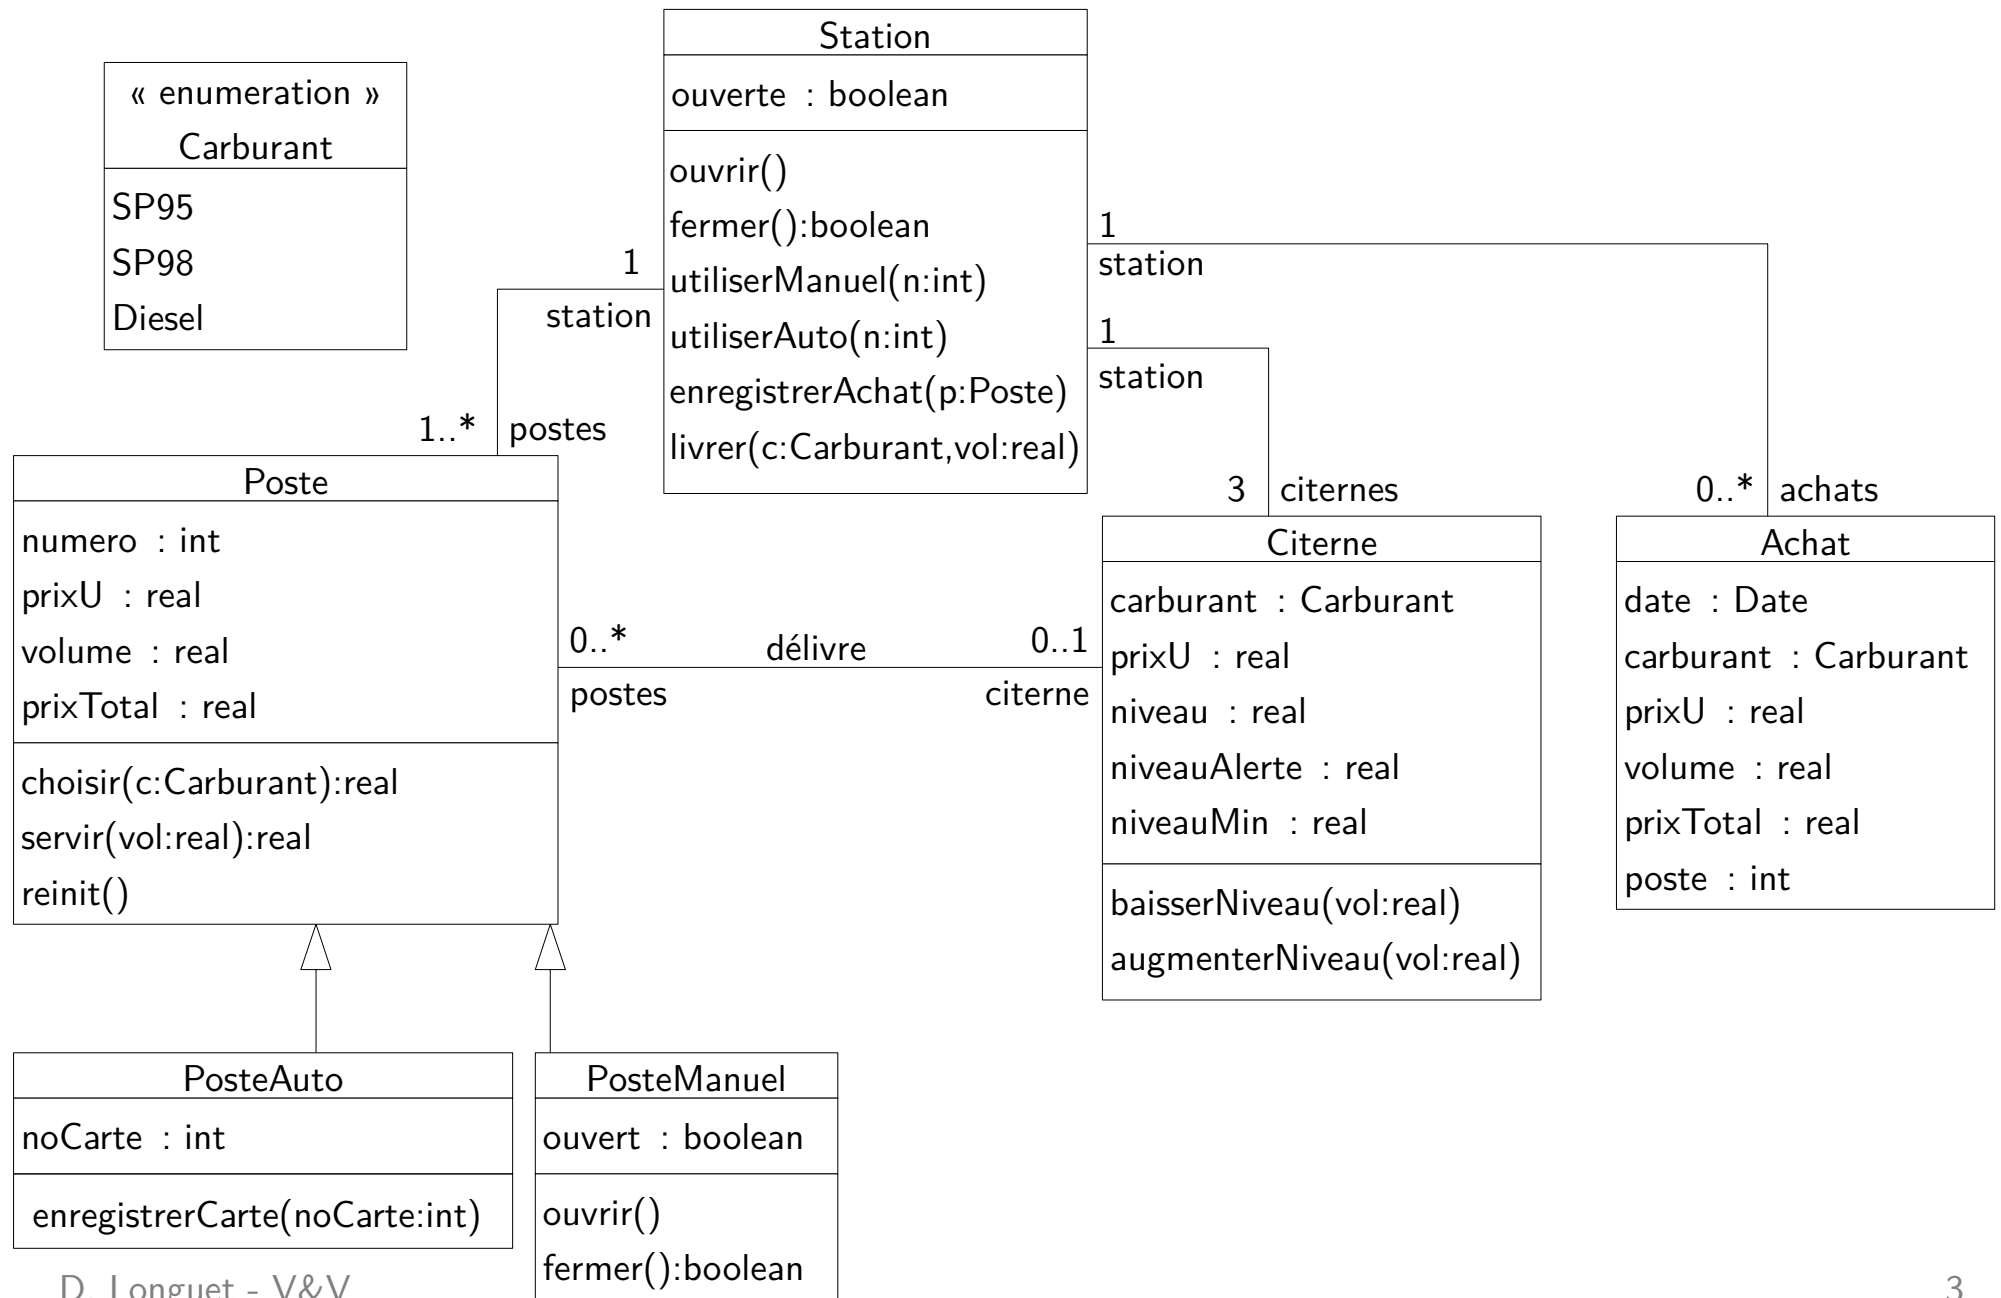 « enumeration »
Carburant
SP95
SP98
Diesel
Station
ouverte : boolean
ouvrir()
fermer():boolean
utiliserManuel(n:int)
utiliserAuto(n:int)
enregistrerAchat(p:Poste)
livrer(c:Carburant,vol:real)
1
station
1..* postes
1
station
1
station
3 citernes
0..* achats
Poste
numero : int
prixU : real
volume : real
prixTotal : real
choisir(c:Carburant):real
servir(vol:real):real
reinit()
0..* délivre 0..1
postes citerne
Citerne
carburant : Carburant
prixU : real
niveau : real
niveauAlerte : real
niveauMin : real
baisserNiveau(vol:real)
augmenterNiveau(vol:real)
Achat
date : Date
carburant : Carburant
prixU : real
volume : real
prixTotal : real
poste : int
PosteAuto
noCarte : int
enregistrerCarte(noCarte:int)
PosteManuel
ouvert : boolean
ouvrir()
fermer():boolean
D. Longuet - V&V
3